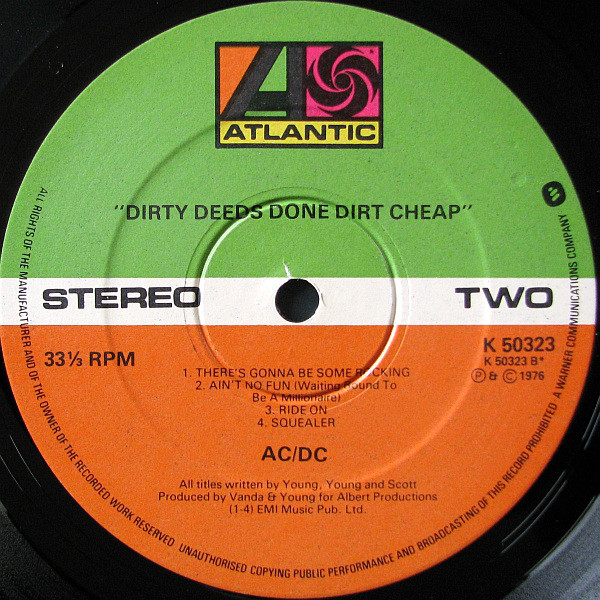 ATLANTIC
"DIRTY DEEDS DONE DIRT CHEAP"
STEREO
TWO
33⅓ RPM
K 50323
K 50323 B*
℗ & © 1976
1. THERE'S GONNA BE SOME ROCKING
2. AIN'T NO FUN (Waiting Round To
Be A Millionaire)
3. RIDE ON
4. SQUEALER
AC/DC
All titles written by Young, Young and Scott
Produced by Vanda & Young for Albert Productions
(1-4) EMI Music Pub. Ltd.
ALL RIGHTS OF THE MANUFACTURER AND OF THE OWNER OF THE RECORDED WORK RESERVED UNAUTHORISED COPYING PUBLIC PERFORMANCE AND BROADCASTING OF THIS RECORD PROHIBITED A WARNER COMMUNICATIONS COMPANY